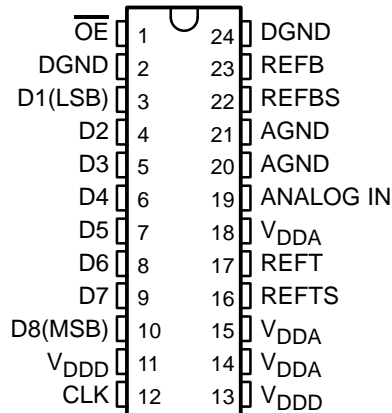 O̅E̅ 1 24 DGND
DGND 2 23 REFB
D1(LSB) 3 22 REFBS
D2 4 21 AGND
D3 5 20 AGND
D4 6 19 ANALOG IN
D5 7 18 VDDA
D6 8 17 REFT
D7 9 16 REFTS
D8(MSB) 10 15 VDDA
VDDD 11 14 VDDA
CLK 12 13 VDDD